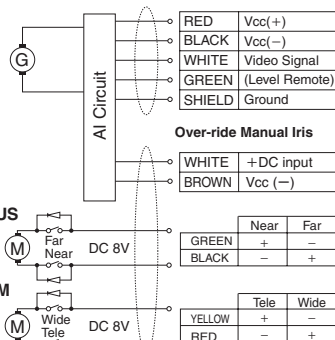 RED Vcc(+)
BLACK Vcc(−)
WHITE Video Signal
GREEN (Level Remote)
SHIELD Ground
G
AI Circuit
Over-ride Manual Iris
WHITE +DC input
BROWN Vcc (−)
US
M
Far
Near
DC 8V
Near Far
GREEN + −
BLACK − +
M
M
Wide
Tele
DC 8V
Tele Wide
YELLOW + −
RED − +